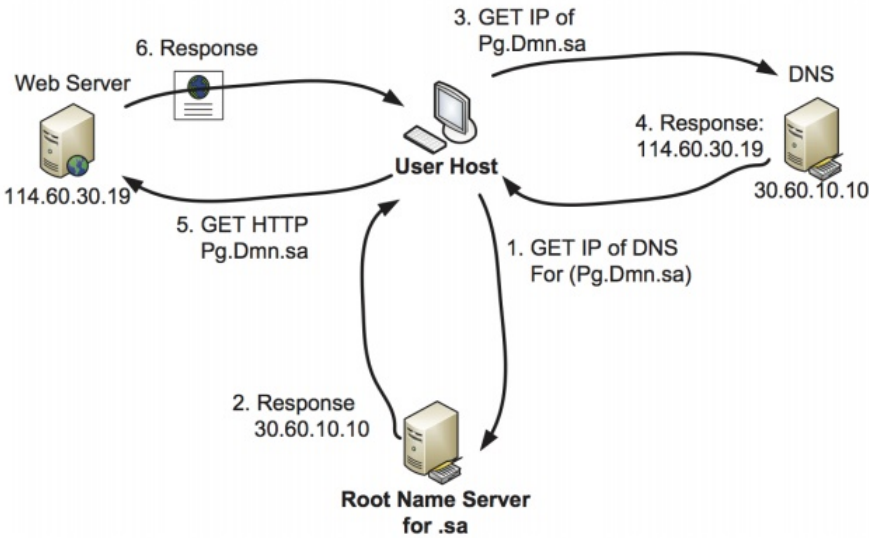 3. GET IP of
Pg.Dmn.sa
6. Response
Web Server
DNS
4. Response:
114.60.30.19
User Host
114.60.30.19
30.60.10.10
5. GET HTTP
Pg.Dmn.sa
1. GET IP of DNS
For (Pg.Dmn.sa)
2. Response
30.60.10.10
Root Name Server
for .sa